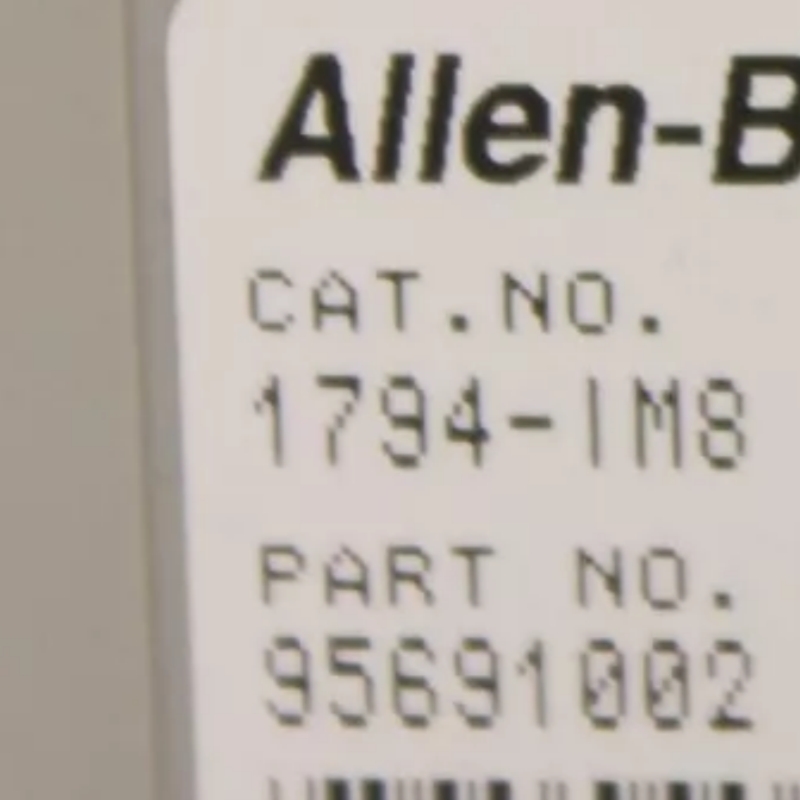 Allen-B
CAT.NO.
1794-IM8
PART NO.
95691002